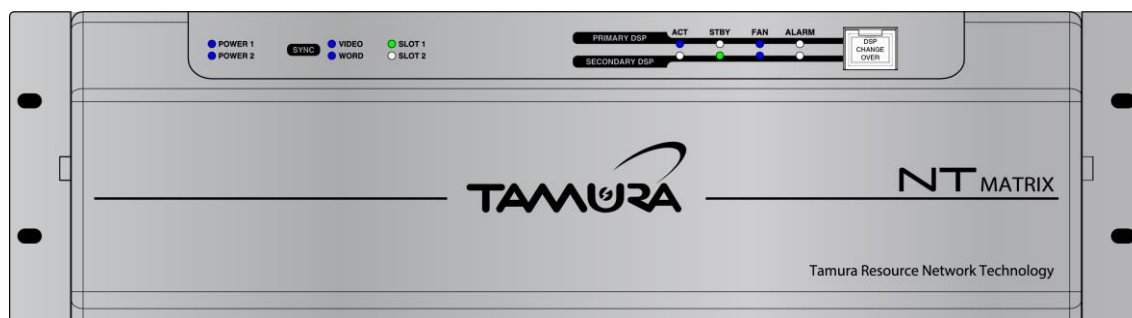 POWER 1
POWER 2
SYNC
VIDEO
WORD
SLOT 1
SLOT 2
PRIMARY DSP
SECONDARY DSP
ACT STBY FAN ALARM
DSP
CHANGE
OVER
TAMURA
NT MATRIX
Tamura Resource Network Technology